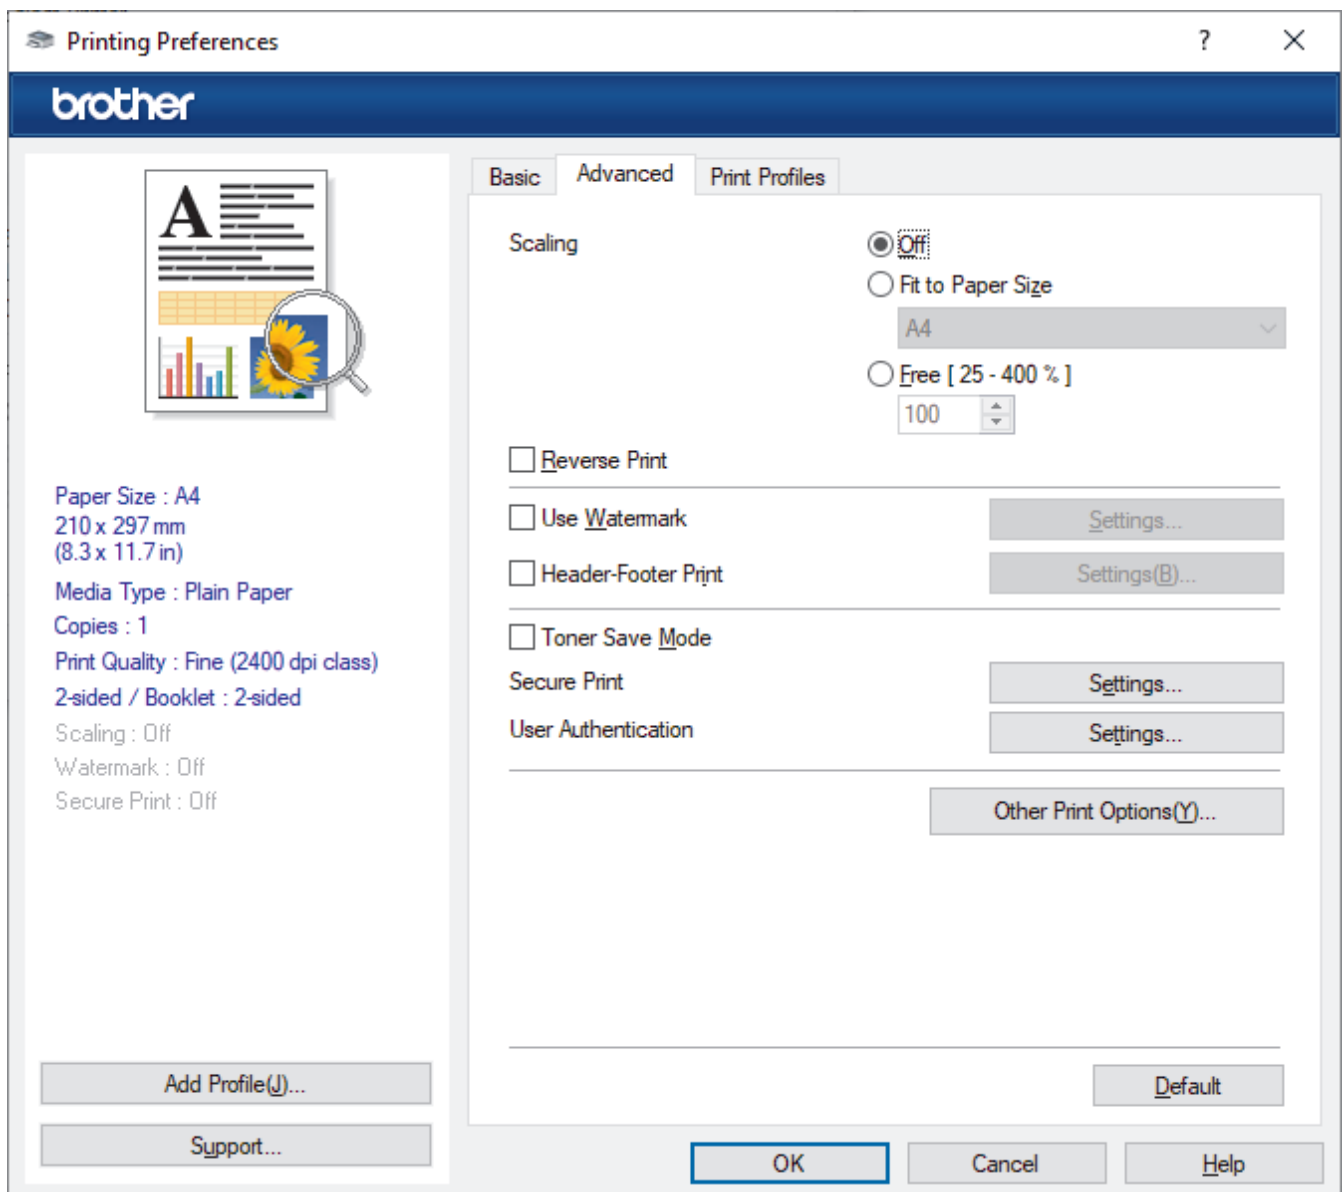 Printing Preferences
?
brother
Basic
Advanced
Print Profiles
A
Paper Size : A4
210 x 297 mm
(8.3 x 11.7 in)
Media Type : Plain Paper
Copies : 1
Print Quality : Fine (2400 dpi class)
2-sided / Booklet : 2-sided
Scaling : Off
Watermark : Off
Secure Print : Off
Add Profile(J)...
Support...
Scaling
Off
Fit to Paper Size
A4
Free [ 25 - 400 % ]
100
Reverse Print
Use Watermark
Settings...
Header-Footer Print
Settings(B)...
Toner Save Mode
Secure Print
Settings...
User Authentication
Settings...
Other Print Options(Y)...
Default
OK
Cancel
Help